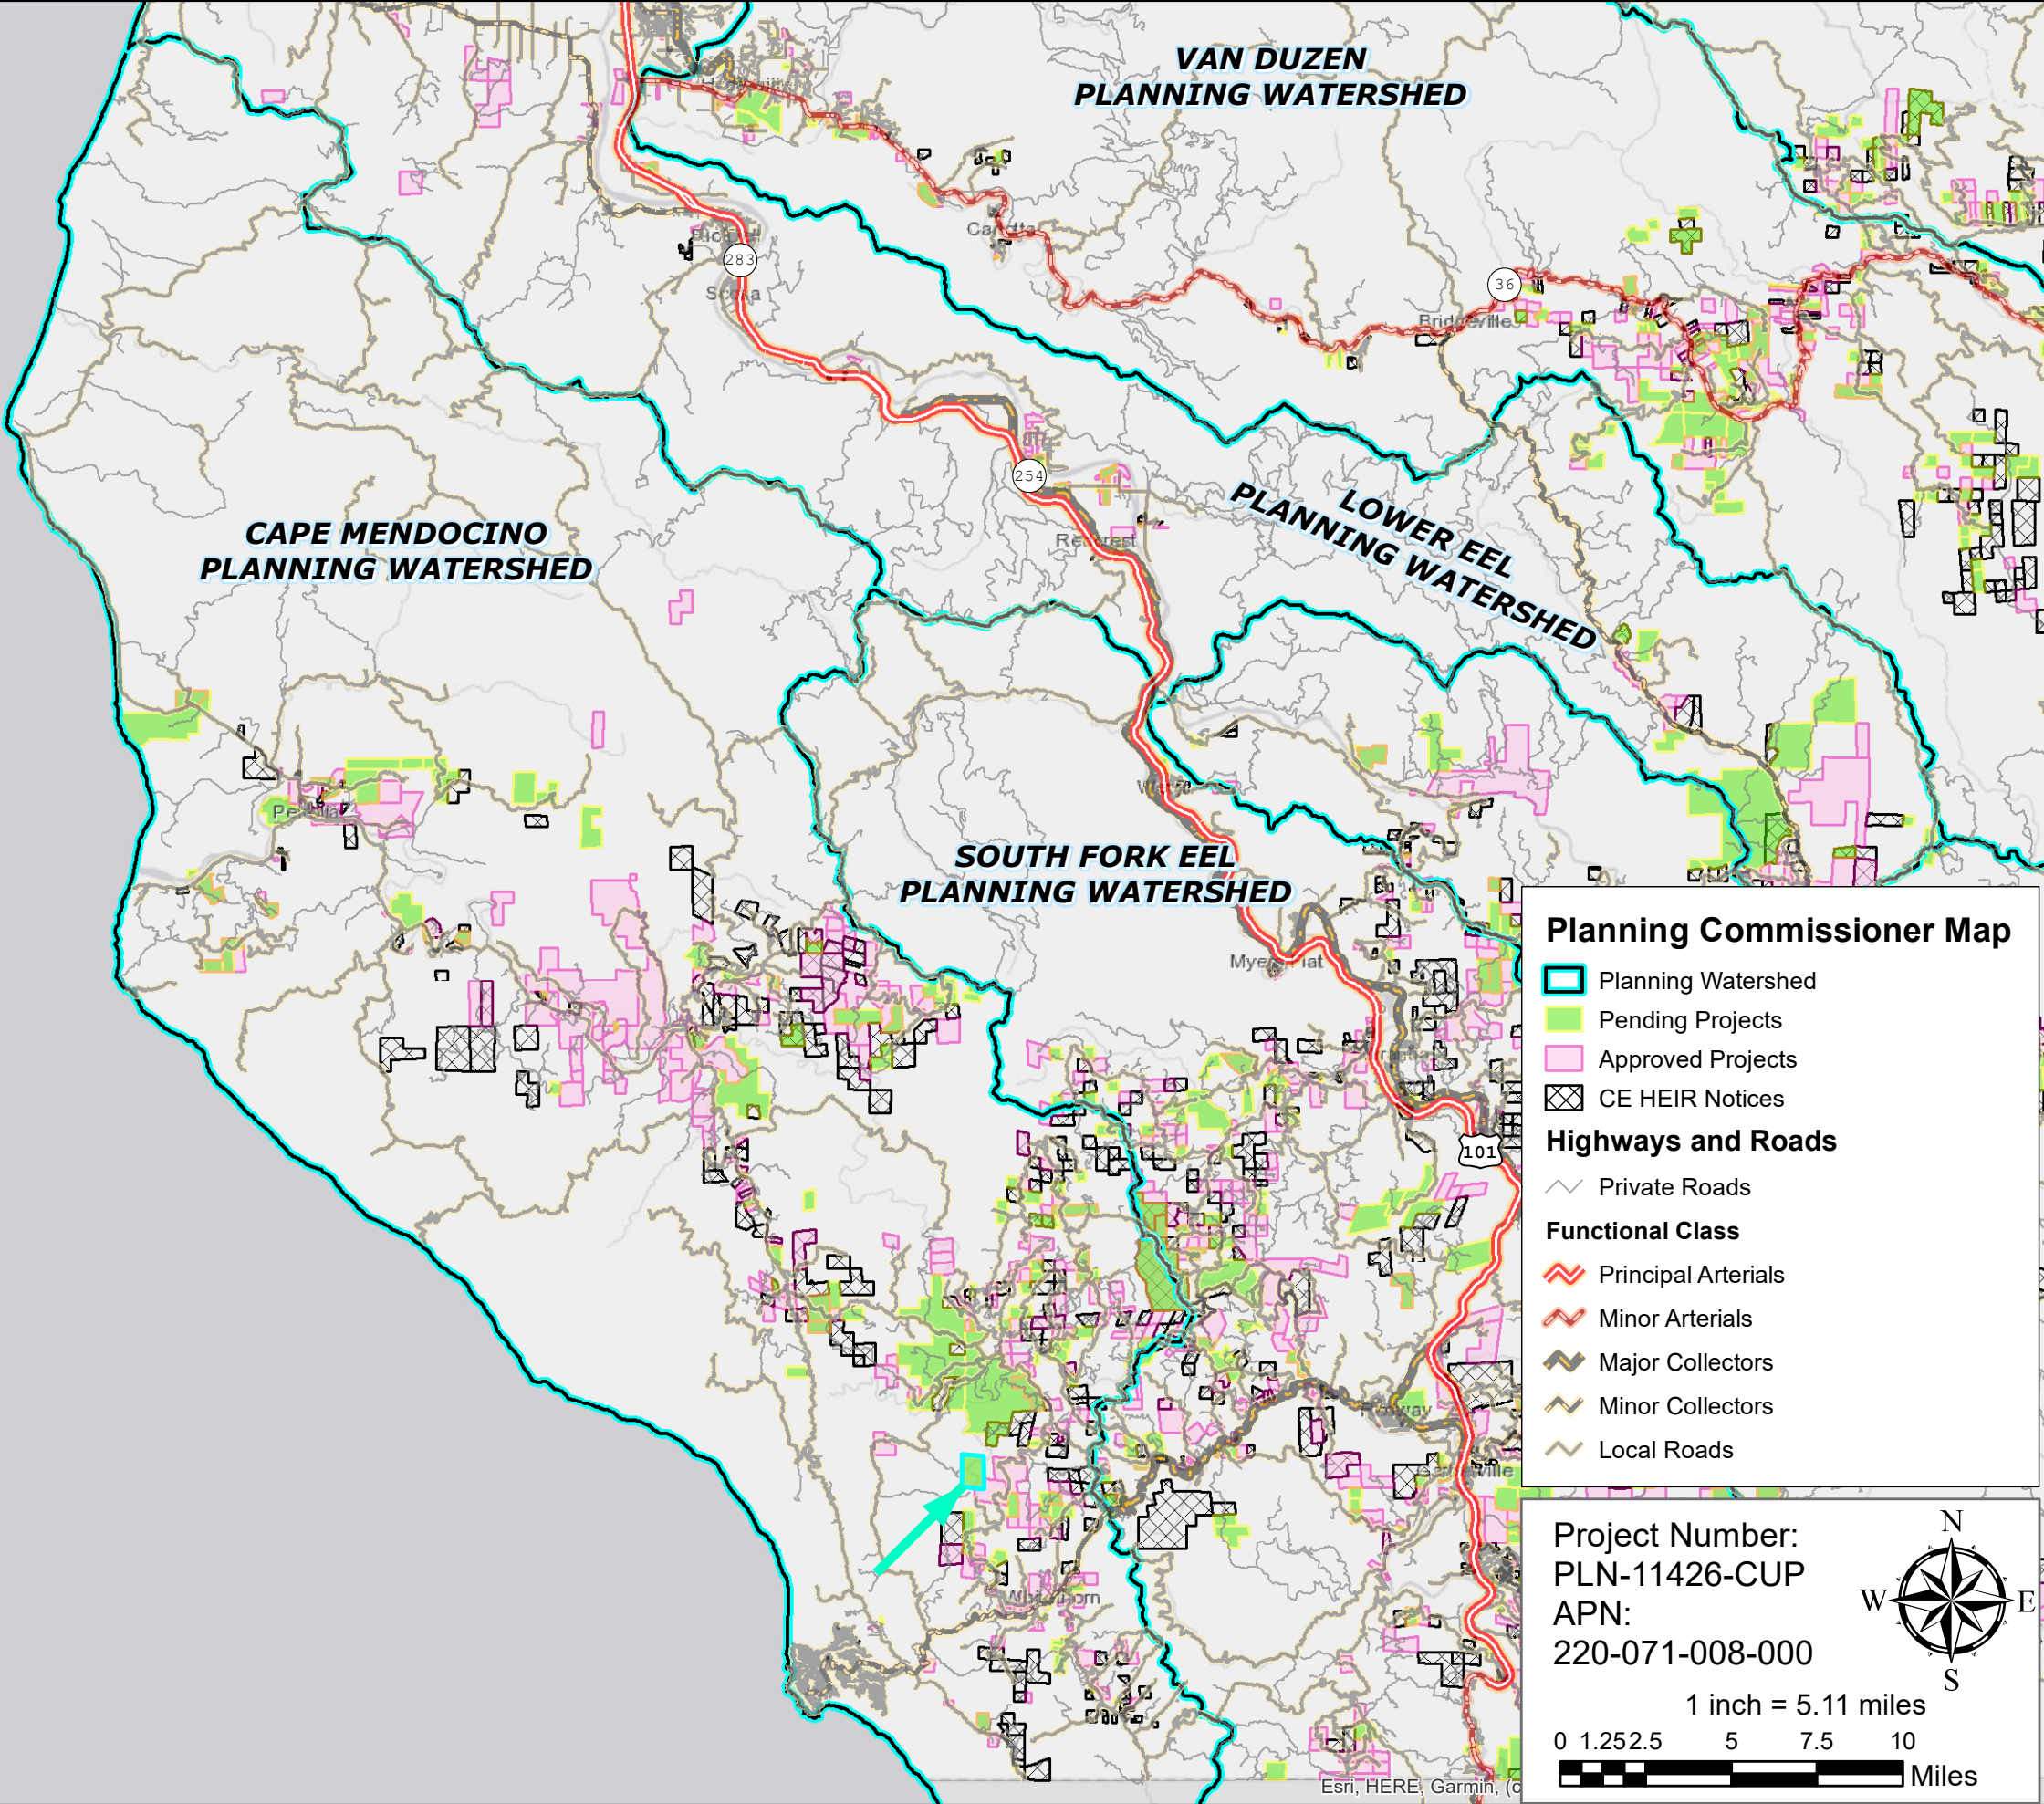 VAN DUZEN
PLANNING WATERSHED
283
36
Bridgeville
254
Redcrest
LOWER EEL
PLANNING WATERSHED
CAPE MENDOCINO
PLANNING WATERSHED
SOUTH FORK EEL
PLANNING WATERSHED
101
Planning Commissioner Map
Planning Watershed
Pending Projects
Approved Projects
CE HEIR Notices
Highways and Roads
Private Roads
Functional Class
Principal Arterials
Minor Arterials
Major Collectors
Minor Collectors
Local Roads
Project Number:
PLN-11426-CUP
APN:
220-071-008-000
N
W E
S
1 inch = 5.11 miles
0 1.25 2.5 5 7.5 10
Miles
Esri, HERE, Garmin, (c